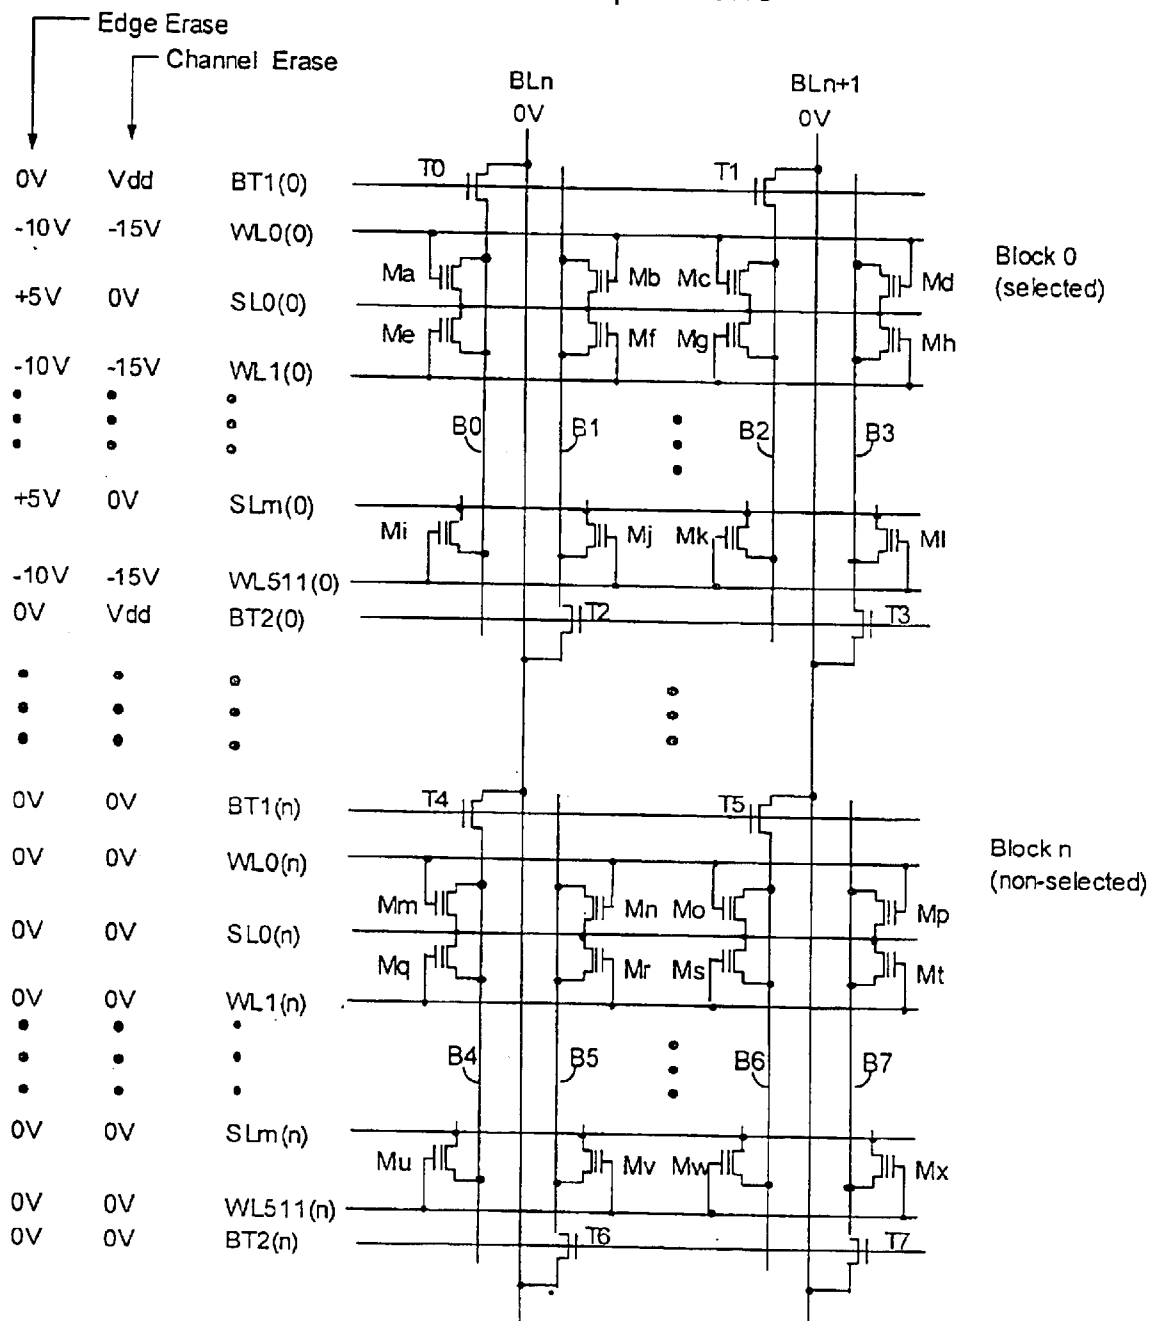 Edge Erase
Channel Erase
BLn
0V
BLn+1
0V
0V Vdd BT1(0) T0 T1
-10V -15V WL0(0)
Ma Mb Mc Md
Block 0
(selected)
+5V 0V SL0(0)
Me Mf Mg Mh
-10V -15V WL1(0)
B0 B1 B2 B3
+5V 0V SLm(0)
Mi Mj Mk Ml
-10V -15V WL511(0)
0V Vdd BT2(0) T2 T3
0V 0V BT1(n) T4 T5
0V 0V WL0(n)
Block n
(non-selected)
Mm Mn Mo Mp
0V 0V SL0(n)
Mq Mr Ms Mt
0V 0V WL1(n)
B4 B5 B6 B7
0V 0V SLm(n)
Mu Mv Mw Mx
0V 0V WL511(n)
0V 0V BT2(n) T6 T7